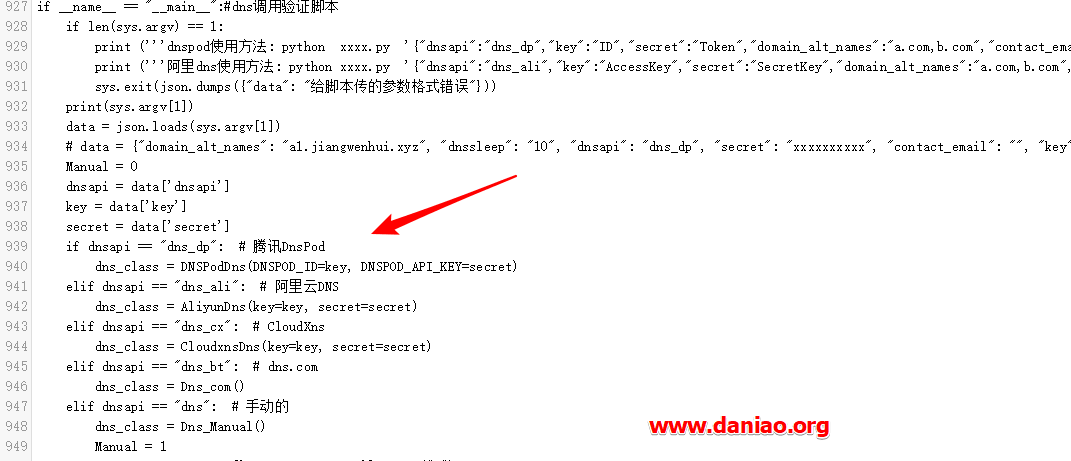 927 if __name__ == "__main__":#dns调用验证脚本
928 if len(sys.argv) == 1:
929 print ('''dnspod使用方法: python xxxx.py '{"dnsapi":"dns_dp","key":"ID","secret":"Token","domain_alt_names":"a.com,b.com","contact_ema
930 print ('''阿里dns使用方法: python xxxx.py '{"dnsapi":"dns_ali","key":"AccessKey","secret":"SecretKey","domain_alt_names":"a.com,b.com",
931 sys.exit(json.dumps({"data": "给脚本传的参数格式错误"}))
932 print(sys.argv[1])
933 data = json.loads(sys.argv[1])
934 # data = {"domain_alt_names": "a1.jiangwenhui.xyz", "dnssleep": "10", "dnsapi": "dns_dp", "secret": "xxxxxxxxxx", "contact_email": "", "key"
935 Manual = 0
936 dnsapi = data['dnsapi']
937 key = data['key']
938 secret = data['secret']
939 if dnsapi == "dns_dp": # 腾讯DnsPod
940 dns_class = DNSPodDns(DNSPOD_ID=key, DNSPOD_API_KEY=secret)
941 elif dnsapi == "dns_ali": # 阿里云DNS
942 dns_class = AliyunDns(key=key, secret=secret)
943 elif dnsapi == "dns_cx": # CloudXns
944 dns_class = CloudxnsDns(key=key, secret=secret)
945 elif dnsapi == "dns_bt": # dns.com
946 dns_class = Dns_com()
947 elif dnsapi == "dns": # 手动的
948 dns_class = Dns_Manual()
949 Manual = 1
www.daniao.org